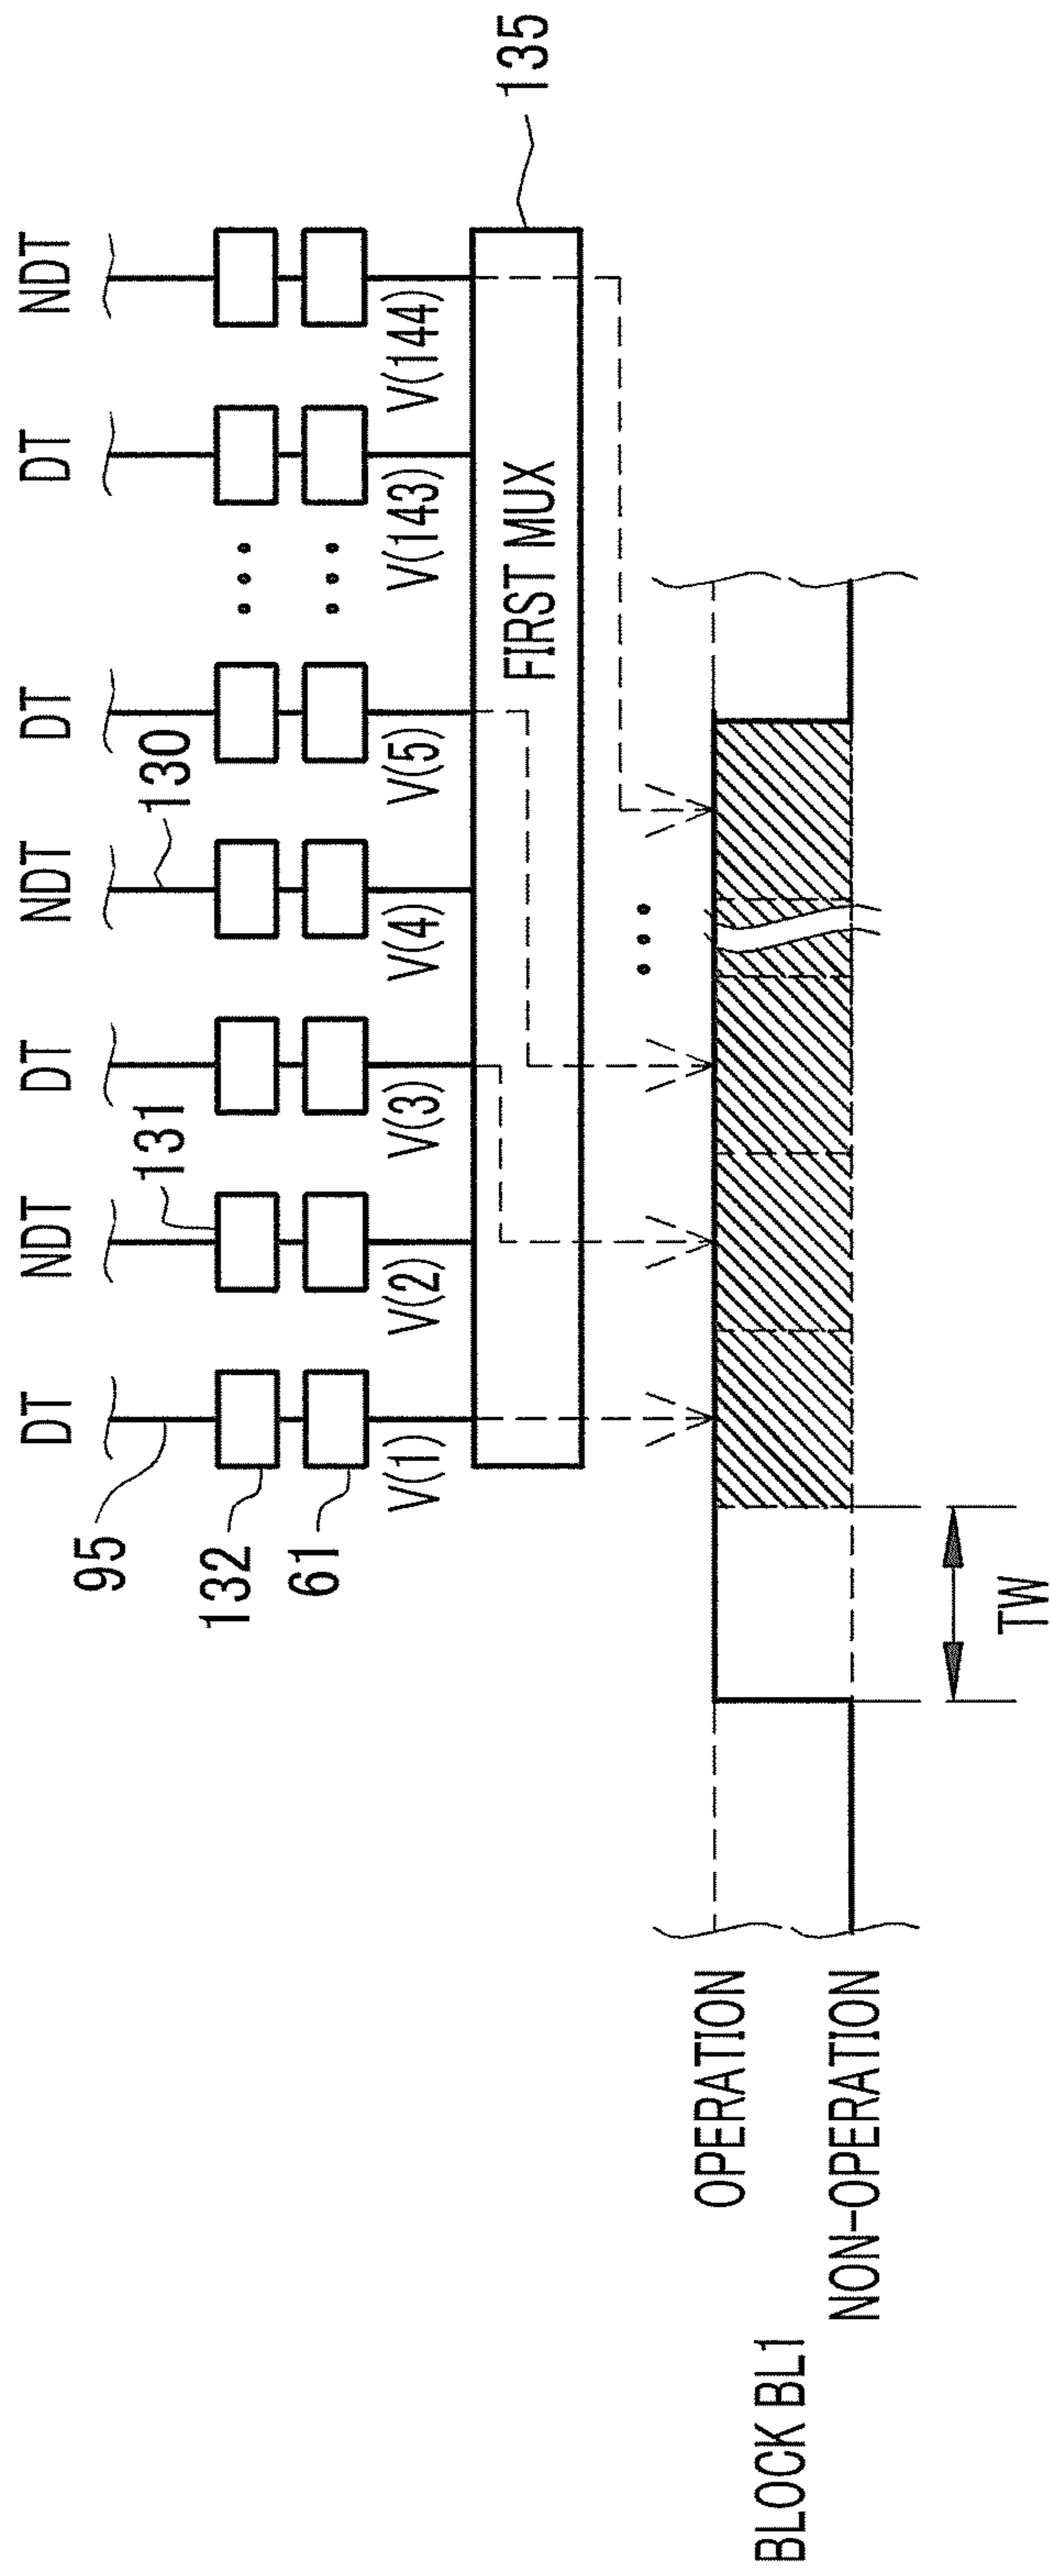 DT NDT DT NDT DT DT NDT
95 131 130
132
61
V(1) V(2) V(3) V(4) V(5) V(143) V(144)
FIRST MUX
135
OPERATION
BLOCK BL1
NON-OPERATION
TW